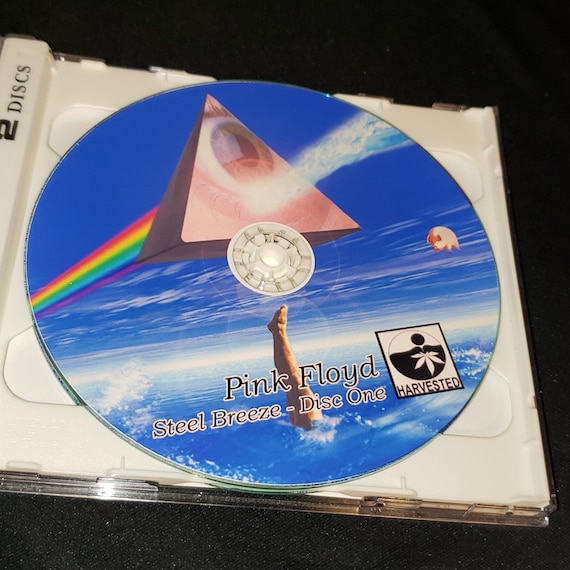 2 DISCS
Pink Floyd
Steel Breeze - Disc One
HARVESTED